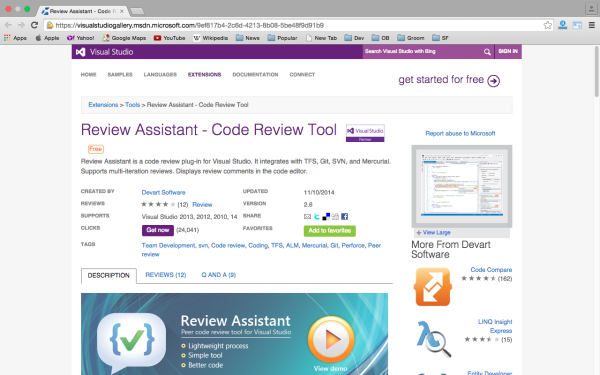 Review Assistant - Code R
https://visualstudiogallery.msdn.microsoft.com/9ef817b4-2c6d-4213-8b08-5be48f9d91b9
Apps Apple Yahoo! Google Maps YouTube Wikipedia News Popular New Tab Dev OB Groom SF
Visual Studio
Search Visual Studio with Bing
SIGN IN
HOME SAMPLES LANGUAGES EXTENSIONS DOCUMENTATION CONNECT
get started for free
Extensions > Tools > Review Assistant - Code Review Tool
Review Assistant - Code Review Tool
Visual Studio
Free
Review Assistant is a code review plug-in for Visual Studio. It integrates with TFS, Git, SVN, and Mercurial.
Supports multi-iteration reviews. Displays review comments in the code editor.
CREATED BY Devart Software UPDATED 11/10/2014
REVIEWS (12) Review VERSION 2.6
SUPPORTS Visual Studio 2013, 2012, 2010, 14 SHARE
CLICKS Get now (24,041) FAVORITES Add to favorites
TAGS Team Development, svn, Code review, Coding, TFS, ALM, Mercurial, Git, Perforce, Peer
review
DESCRIPTION REVIEWS (12) Q AND A (9)
Review Assistant
Peer code review tool for Visual Studio
Lightweight process
Simple tool
Better code
View demo
Report abuse to Microsoft
+ View Large
More From Devart
Software
Code Compare
(162)
LINQ Insight
Express
(15)
Entity Developer